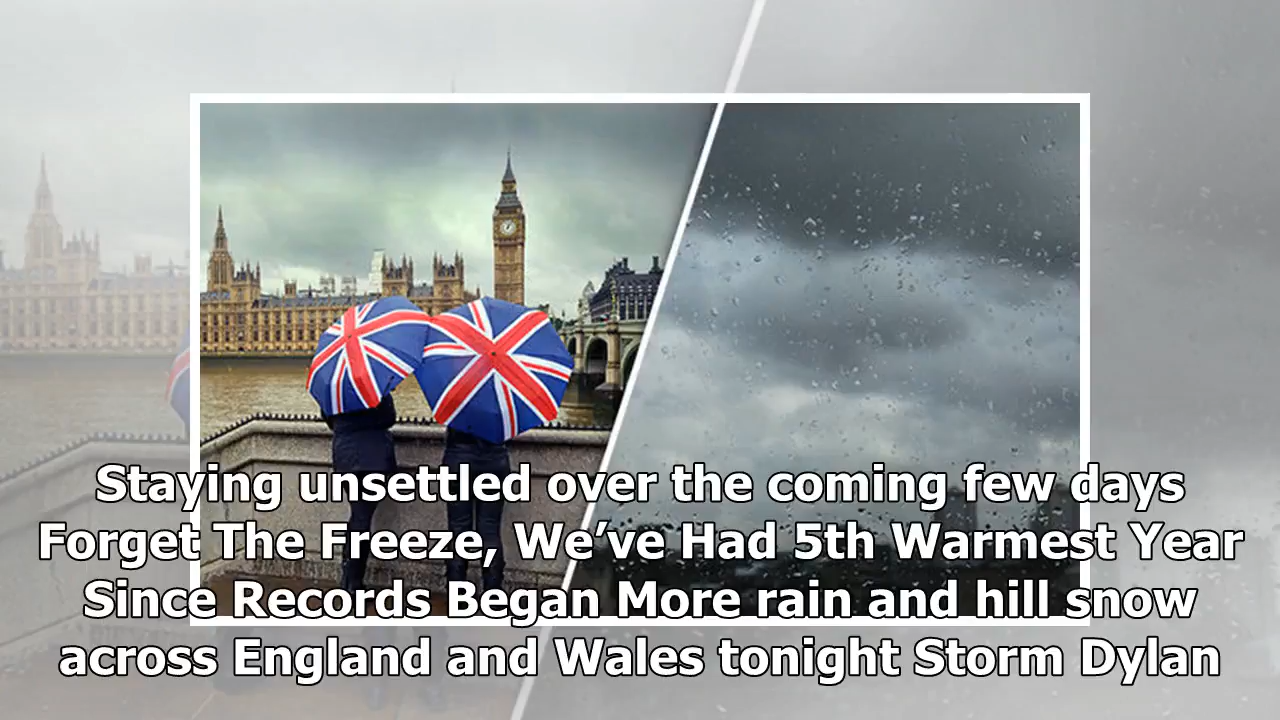 Staying unsettled over the coming few days
Forget The Freeze, We’ve Had 5th Warmest Year
Since Records Began More rain and hill snow
across England and Wales tonight Storm Dylan